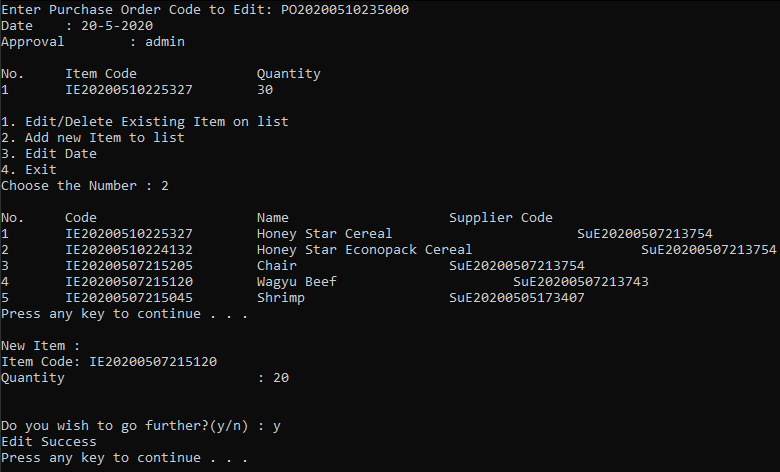 Enter Purchase Order Code to Edit: PO20200510235000
Date    : 20-5-2020
Approval        : admin
No.     Item Code               Quantity
1       IE20200510225327        30
1. Edit/Delete Existing Item on list
2. Add new Item to list
3. Edit Date
4. Exit
Choose the Number : 2
No.     Code                    Name                    Supplier Code
1       IE20200510225327        Honey Star Cereal                       SuE20200507213754
2       IE20200510224132        Honey Star Econopack Cereal                     SuE20200507213754
3       IE20200507215205        Chair                   SuE20200507213754
4       IE20200507215120        Wagyu Beef                      SuE20200507213743
5       IE20200507215045        Shrimp                  SuE20200505173407
Press any key to continue . . .
New Item :
Item Code: IE20200507215120
Quantity                        : 20
Do you wish to go further?(y/n) : y
Edit Success
Press any key to continue . . .